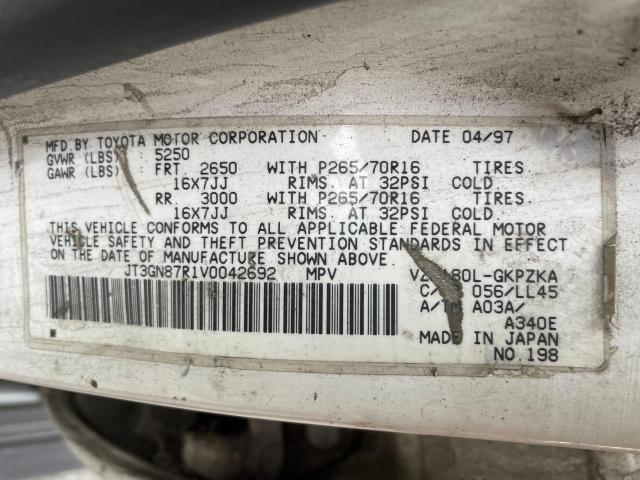 MFD. BY TOYOTA MOTOR CORPORATION DATE 04/97
GVWR (LBS) 5250
GAWR (LBS) FRT 2650 WITH P265/70R16 TIRES
16X7JJ RIMS. AT 32PSI COLD.
RR. 3000 WITH P265/70R16 TIRES
16X7JJ RIMS. AT 32PSI COLD.
THIS VEHICLE CONFORMS TO ALL APPLICABLE FEDERAL MOTOR
VEHICLE SAFETY AND THEFT PREVENTION STANDARDS IN EFFECT
ON THE DATE OF MANUFACTURE SHOWN ABOVE.
JT3GN87R1V0042692 MPV
056/LL45
A03A/
* A340E *
MADE IN JAPAN
NO.198